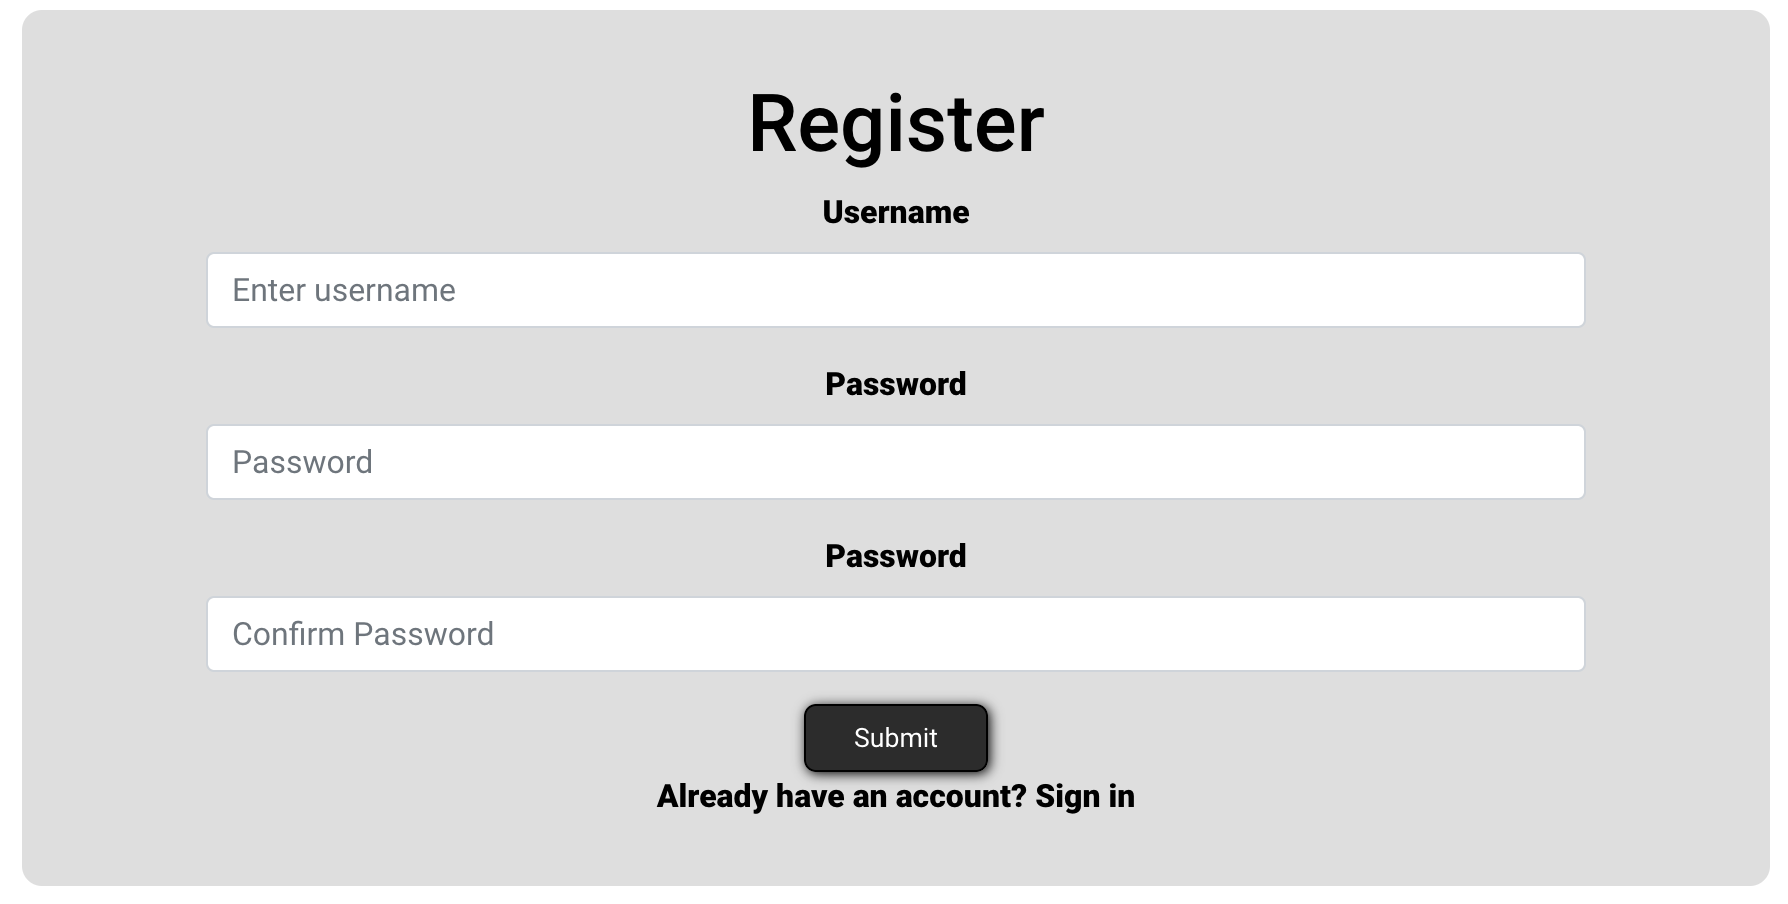 Register
Username
Enter username
Password
Password
Password
Confirm Password
Submit
Already have an account? Sign in